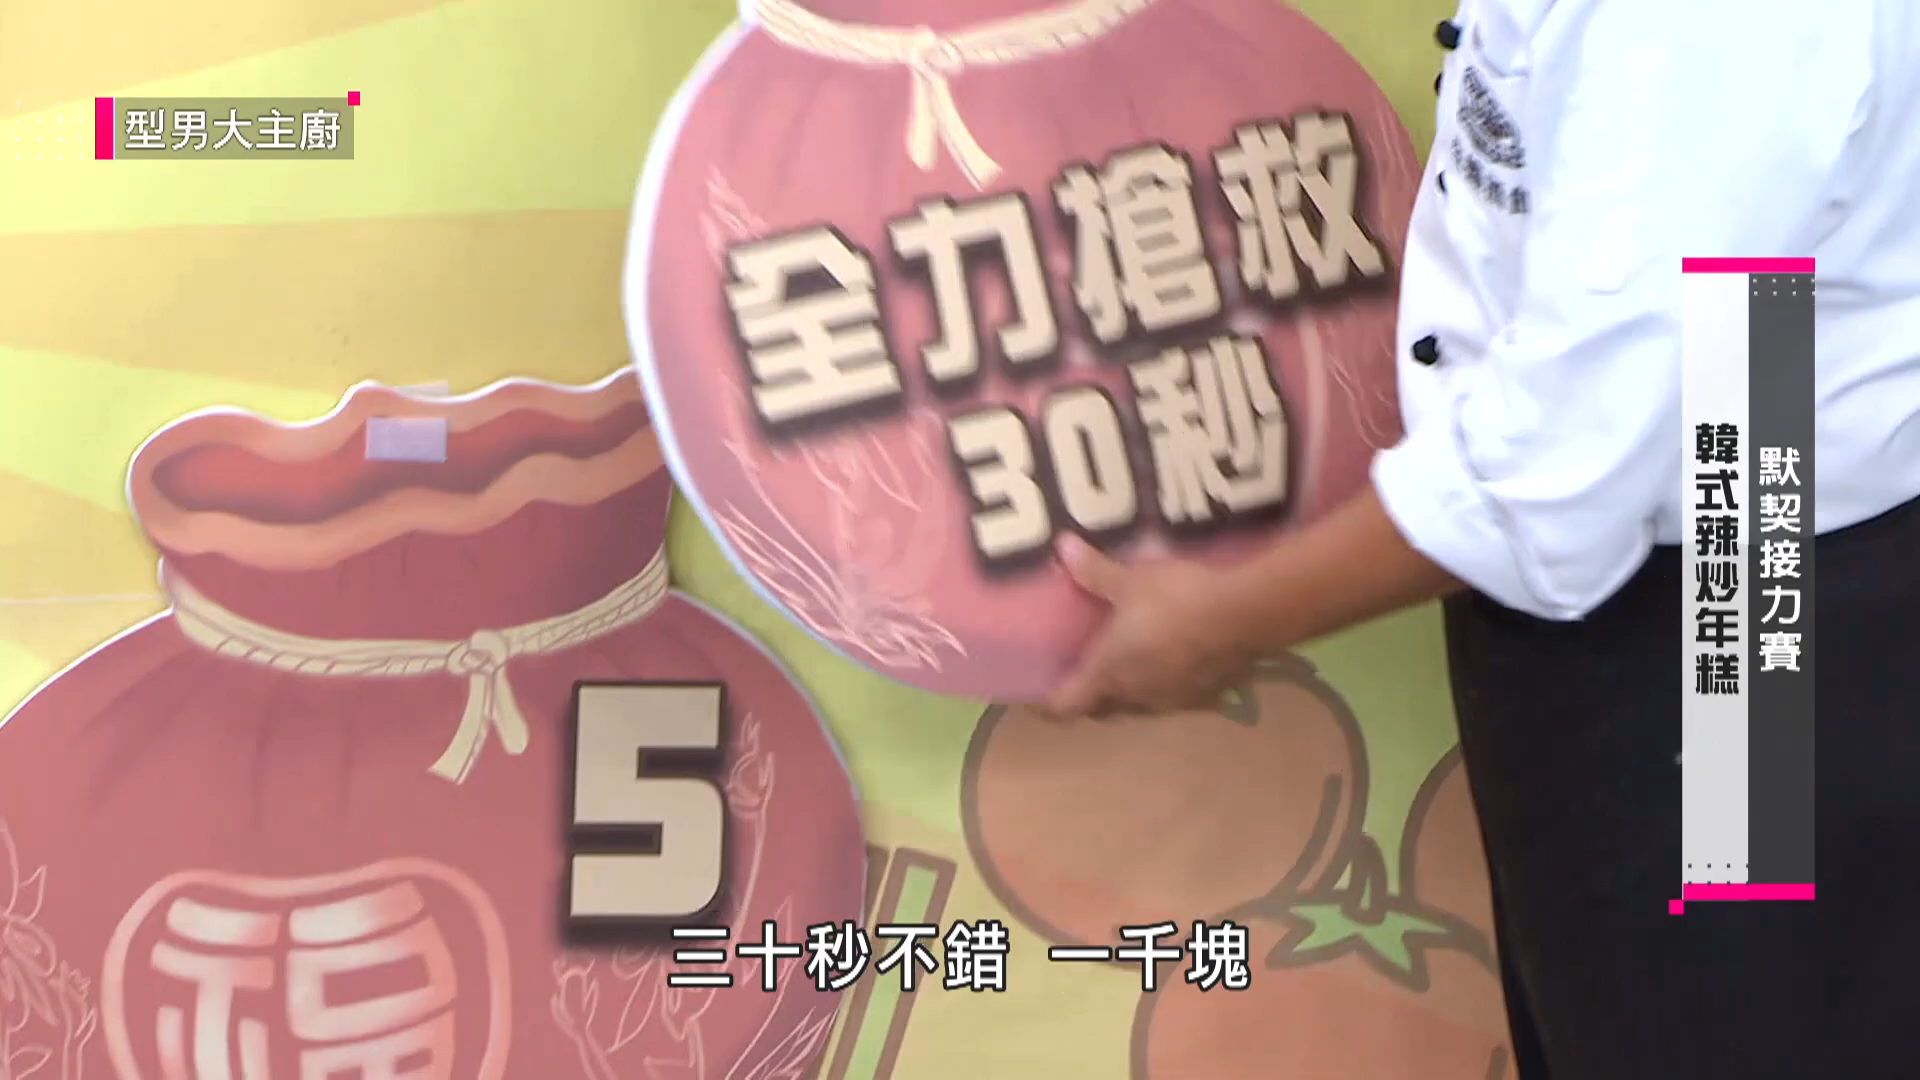 型男大主廚
全力搶救
30秒
默契接力賽
韓式辣炒年糕
5
福
三十秒不錯 一千塊